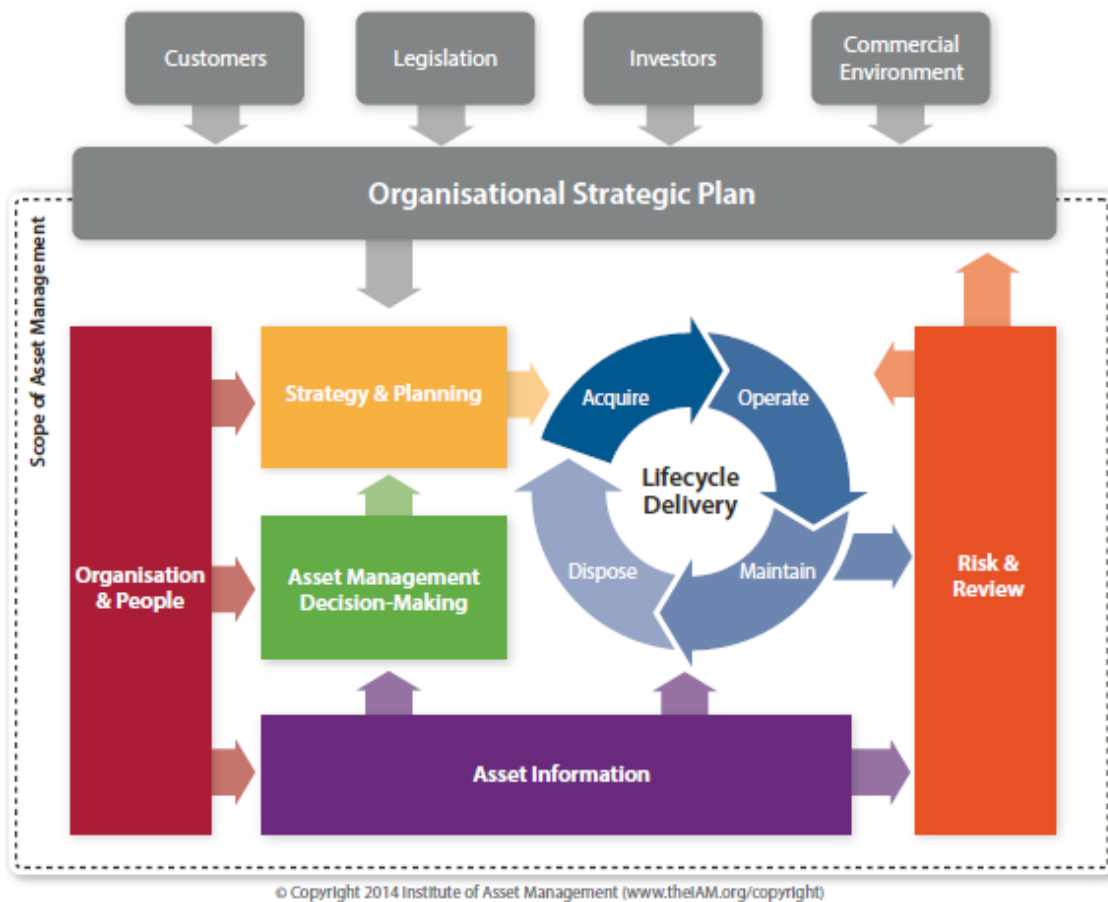 Customers
Legislation
Investors
Commercial
Environment
Organisational Strategic Plan
Scope of Asset Management
Strategy & Planning
Acquire
Operate
Lifecycle
Delivery
Organisation
& People
Asset Management
Decision-Making
Dispose
Maintain
Risk &
Review
Asset Information
© Copyright 2014 Institute of Asset Management (www.theIAM.org/copyright)